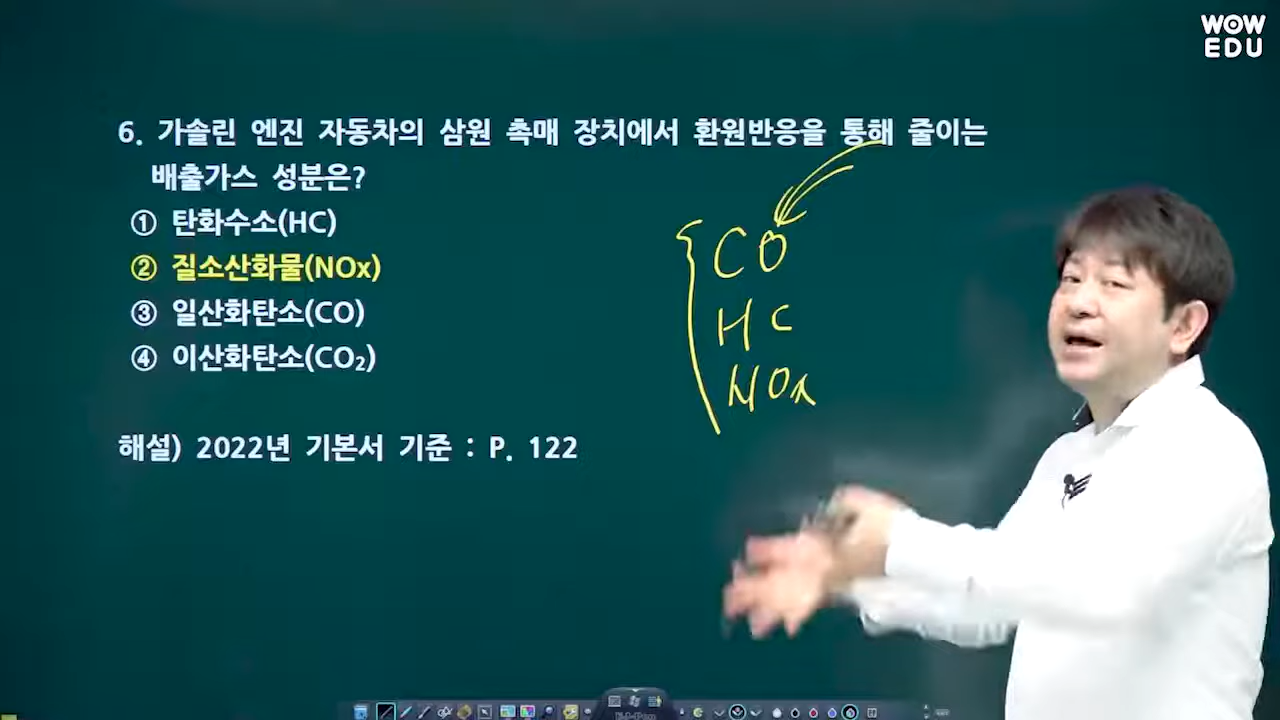 WOW
EDU
6. 가솔린 엔진 자동차의 삼원 촉매 장치에서 환원반응을 통해 줄이는
배출가스 성분은?
① 탄화수소(HC)
② 질소산화물(NOx)
③ 일산화탄소(CO)
④ 이산화탄소(CO₂)
해설) 2022년 기본서 기준 : P. 122
CO
HC
NOx